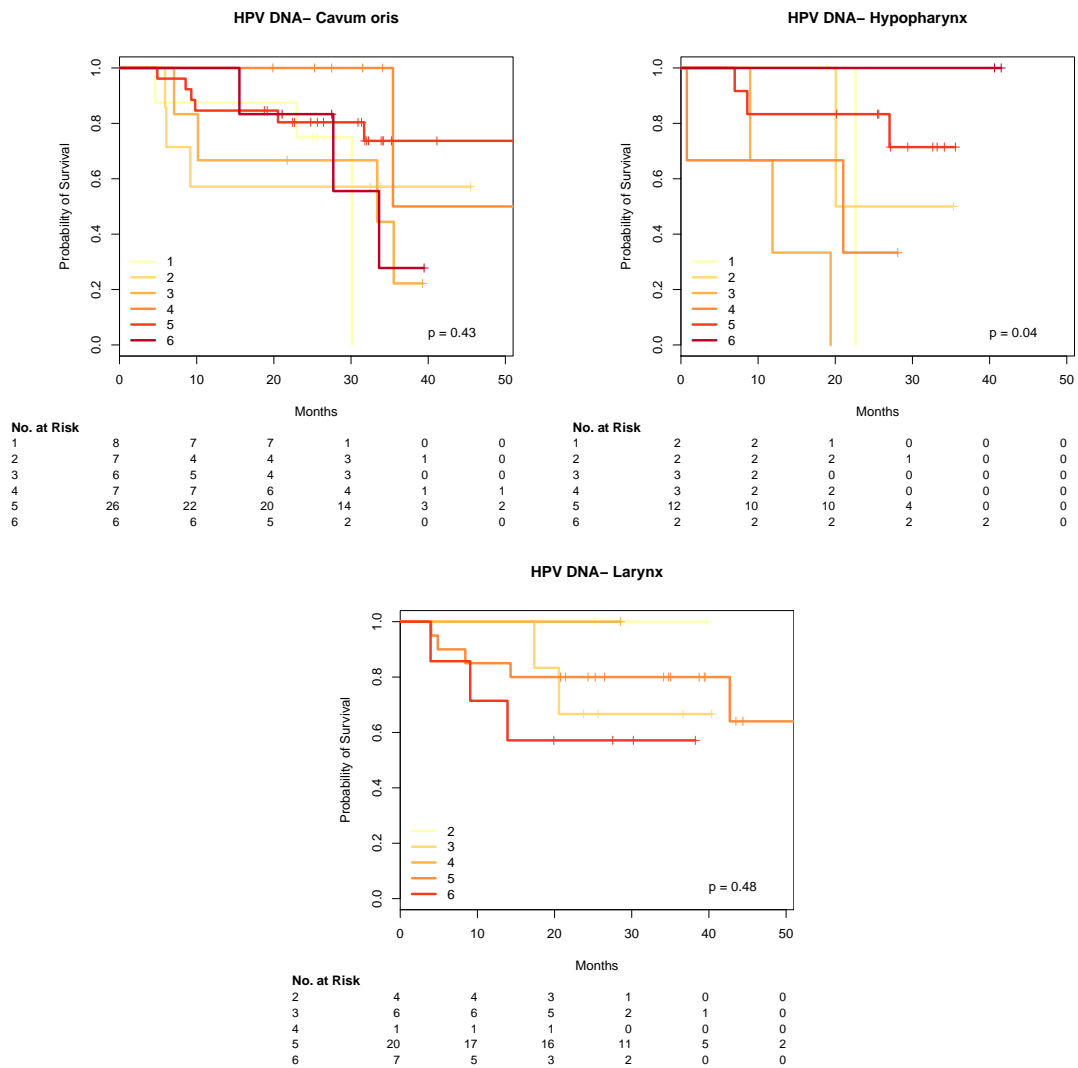 HPV DNA− Cavum oris
Probability of Survival
1.0
0.8
0.6
0.4
0.2
0.0
1
2
3
4
5
6
p = 0.43
0 10 20 30 40 50
Months
No. at Risk
1 8 7 7 1 0 0
2 7 4 4 3 1 0
3 6 5 4 3 0 0
4 7 7 6 4 1 1
5 26 22 20 14 3 2
6 6 6 5 2 0 0
HPV DNA− Hypopharynx
Probability of Survival
1.0
0.8
0.6
0.4
0.2
0.0
1
2
3
4
5
6
p = 0.04
0 10 20 30 40 50
Months
No. at Risk
1 2 2 1 0 0 0
2 2 2 2 1 0 0
3 3 2 0 0 0 0
4 3 2 2 0 0 0
5 12 10 10 4 0 0
6 2 2 2 2 2 0
HPV DNA− Larynx
Probability of Survival
1.0
0.8
0.6
0.4
0.2
0.0
2
3
4
5
6
p = 0.48
0 10 20 30 40 50
Months
No. at Risk
2 4 4 3 1 0 0
3 6 6 5 2 1 0
4 1 1 1 0 0 0
5 20 17 16 11 5 2
6 7 5 3 2 0 0